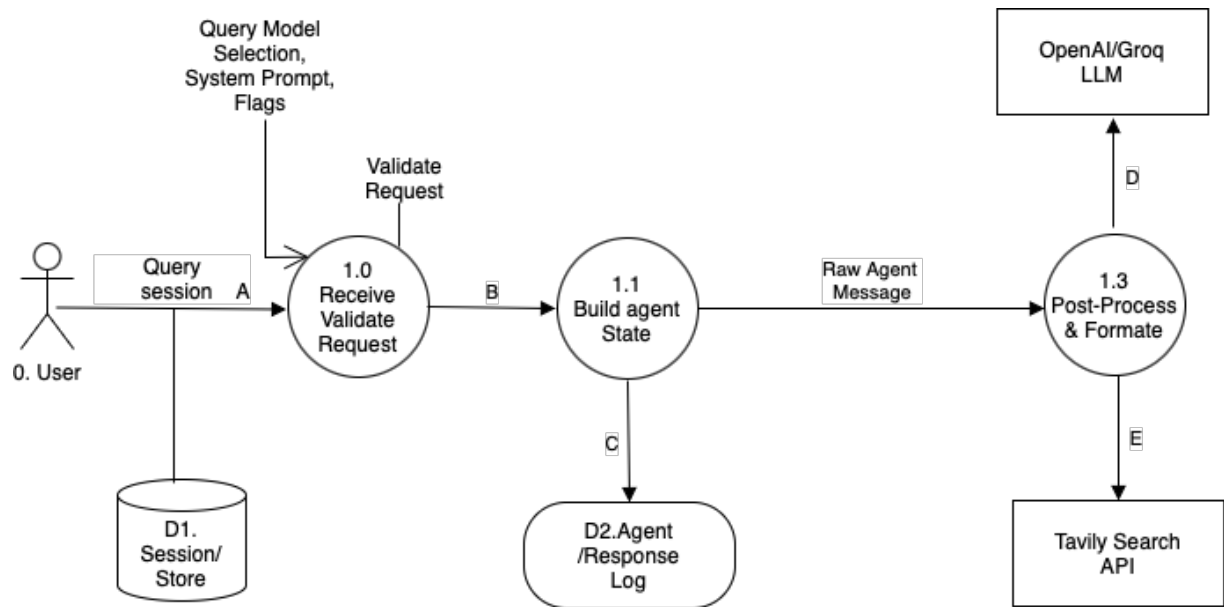 Query Model
Selection,
System Prompt,
Flags
OpenAI/Groq
LLM
Validate
Request
D
Query
session A
1.0
Receive
Validate
Request
B
1.1
Build agent
State
Raw Agent
Message
1.3
Post-Process
& Formate
0. User
C
E
D1.
Session/
Store
D2.Agent
/Response
Log
Tavily Search
API